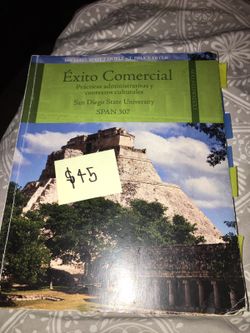 Éxito Comercial
Prácticas administrativas y
contextos culturales
San Diego State University
SPAN 307
$45